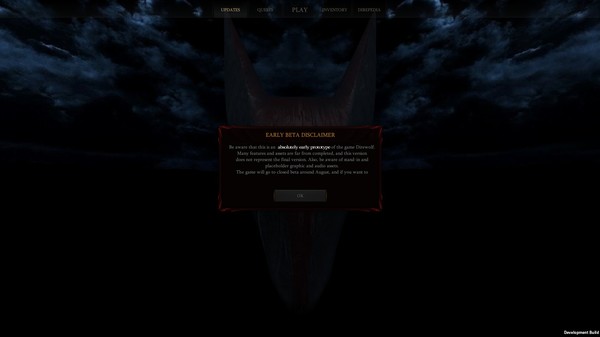 UPDATES QUESTS PLAY INVENTORY DIREPEDIA
EARLY BETA DISCLAIMER
Be aware that this is an absolutely early prototype of the game Direwolf.
Many features and assets are far from completed, and this version
does not represent the final version. Also, be aware of stand-in and
placeholder graphic and audio assets.
The game will go to closed beta around August, and if you want to
Ok
Development Build